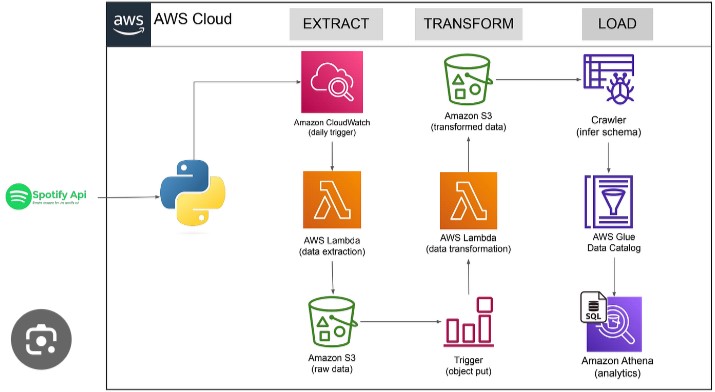 aws
AWS Cloud
EXTRACT
TRANSFORM
LOAD
Amazon CloudWatch
(daily trigger)
Amazon S3
(transformed data)
Crawler
(infer schema)
Spotify Api
AWS Lambda
(data extraction)
AWS Lambda
(data transformation)
AWS Glue
Data Catalog
Amazon S3
(raw data)
Trigger
(object put)
SQL
Amazon Athena
(analytics)